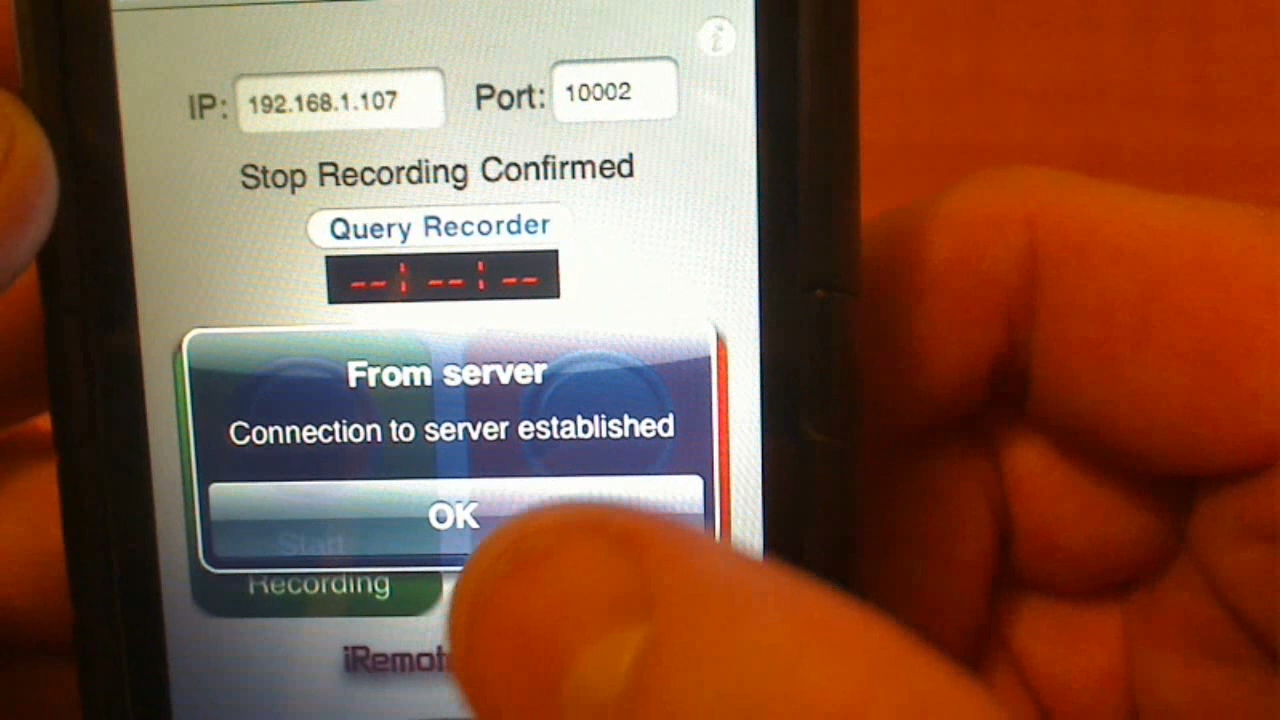 IP: 192.168.1.107 Port: 10002
Stop Recording Confirmed
Query Recorder
--:--:--
From server
Connection to server established
OK
Start
Recording